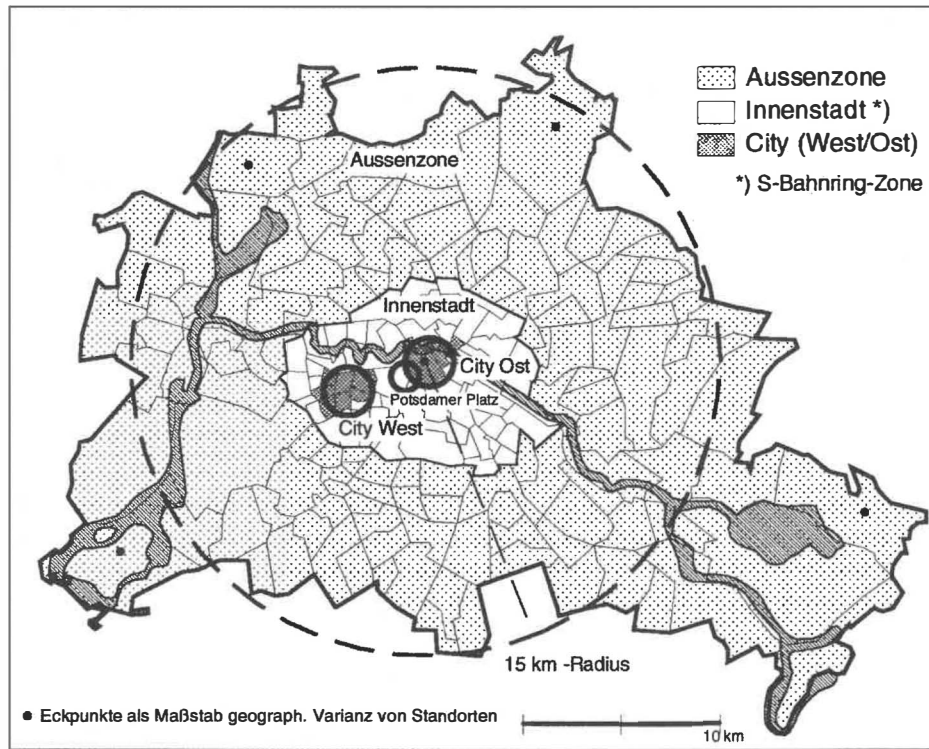 Aussenzone
Innenstadt *)
City (West/Ost)
*) S-Bahnring-Zone
Aussenzone
Innenstadt
City Ost
Potsdamer Platz
City West
15 km -Radius
• Eckpunkte als Maßstab geograph. Varianz von Standorten
10 km